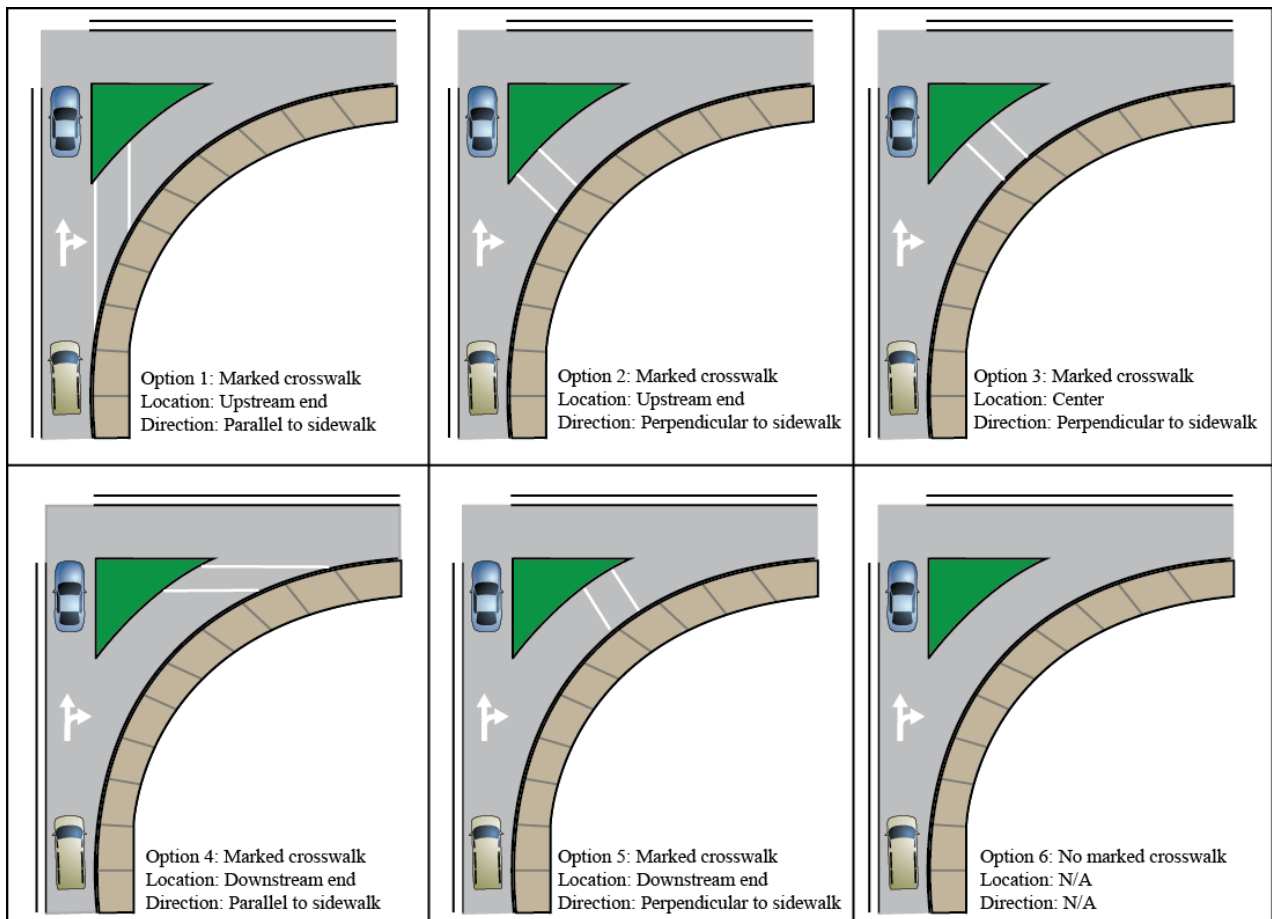 Option 1: Marked crosswalk
Location: Upstream end
Direction: Parallel to sidewalk
Option 2: Marked crosswalk
Location: Upstream end
Direction: Perpendicular to sidewalk
Option 3: Marked crosswalk
Location: Center
Direction: Perpendicular to sidewalk
Option 4: Marked crosswalk
Location: Downstream end
Direction: Parallel to sidewalk
Option 5: Marked crosswalk
Location: Downstream end
Direction: Perpendicular to sidewalk
Option 6: No marked crosswalk
Location: N/A
Direction: N/A